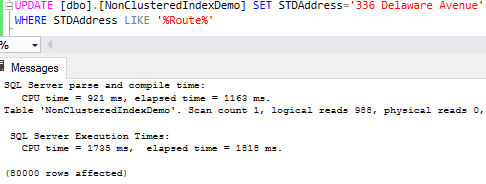 UPDATE [dbo].[NonClusteredIndexDemo] SET STDAddress='336 Delaware Avenue'
WHERE STDAddress LIKE '%Route%'
%
Messages
SQL Server parse and compile time:
CPU time = 921 ms, elapsed time = 1163 ms.
Table 'NonClusteredIndexDemo'. Scan count 1, logical reads 988, physical reads 0,
SQL Server Execution Times:
CPU time = 1735 ms,  elapsed time = 1818 ms.
(80000 rows affected)